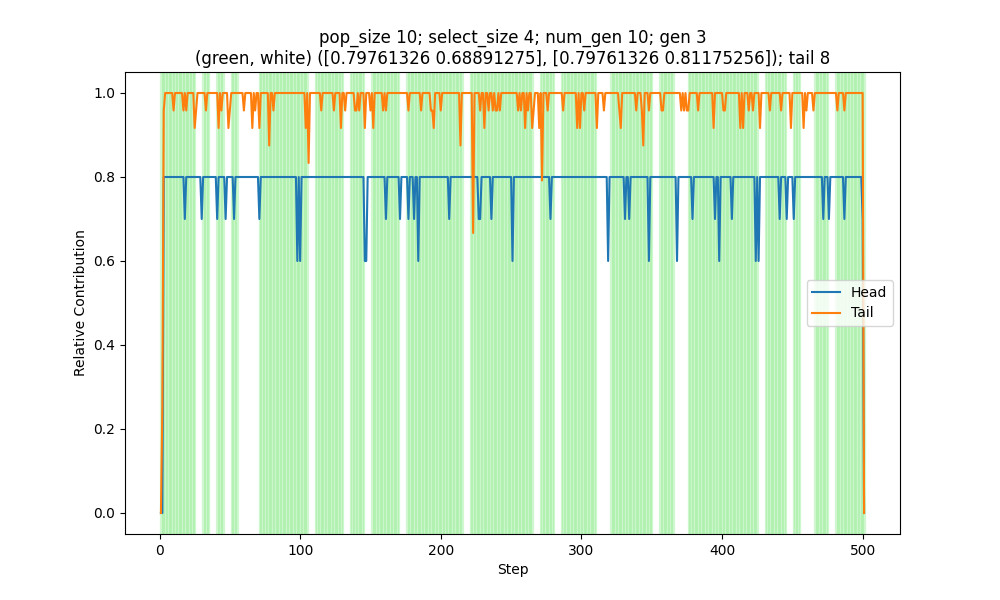 pop_size 10; select_size 4; num_gen 10; gen 3
(green, white) ([0.79761326 0.68891275], [0.79761326 0.81175256]); tail 8
Relative Contribution
1.0
0.8
0.6
0.4
0.2
0.0
Head
Tail
0
100
200
300
400
500
Step